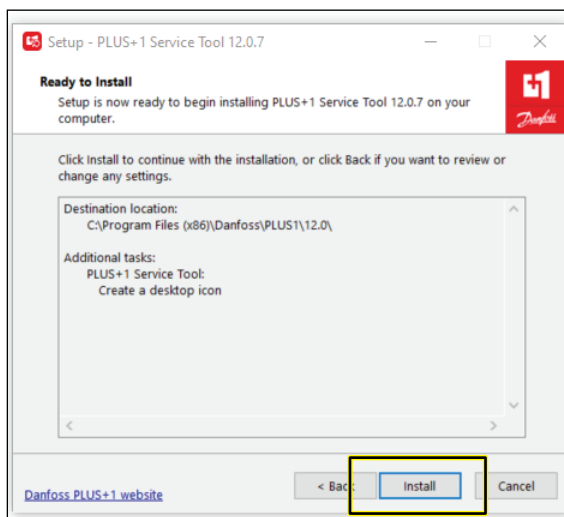 Setup - PLUS+1 Service Tool 12.0.7
Ready to Install
Setup is now ready to begin installing PLUS+1 Service Tool 12.0.7 on your
computer.
Danfoss
Click Install to continue with the installation, or click Back if you want to review or
change any settings.
Destination location:
C:\Program Files (x86)\Danfoss\PLUS1\12.0\
Additional tasks:
PLUS+1 Service Tool:
Create a desktop icon
Danfoss PLUS+1 website
< Back
Install
Cancel